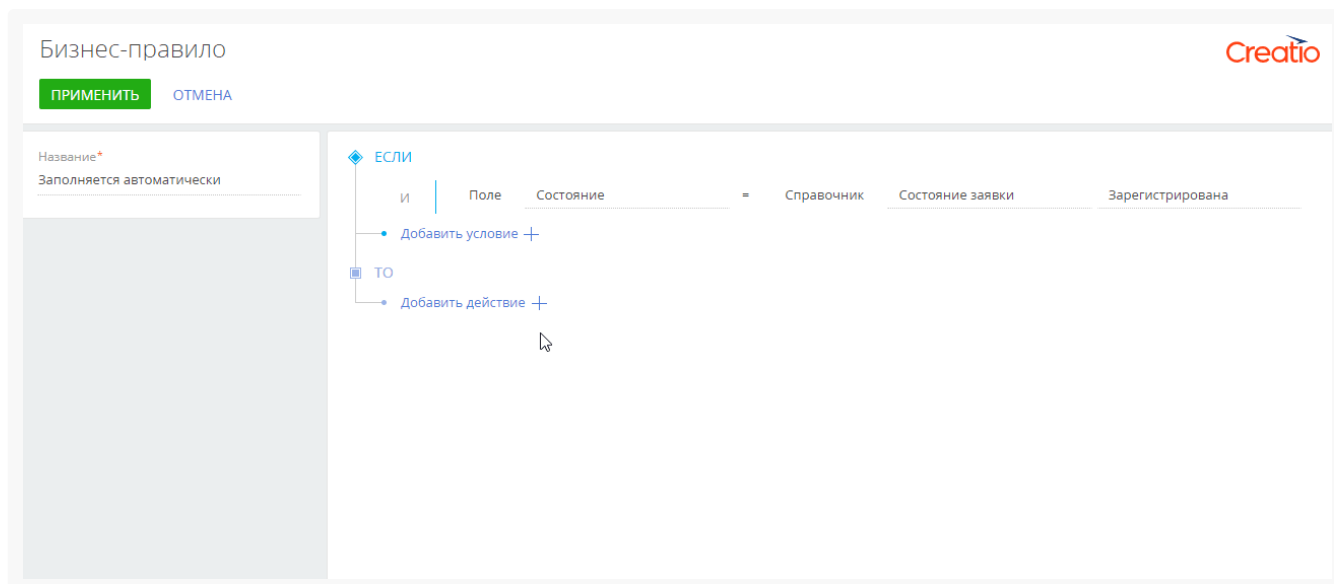 Бизнес-правило
Creatio
ПРИМЕНИТЬ ОТМЕНА
Название*
Заполняется автоматически
ЕСЛИ
И Поле Состояние = Справочник Состояние заявки Зарегистрирована
Добавить условие
ТО
Добавить действие